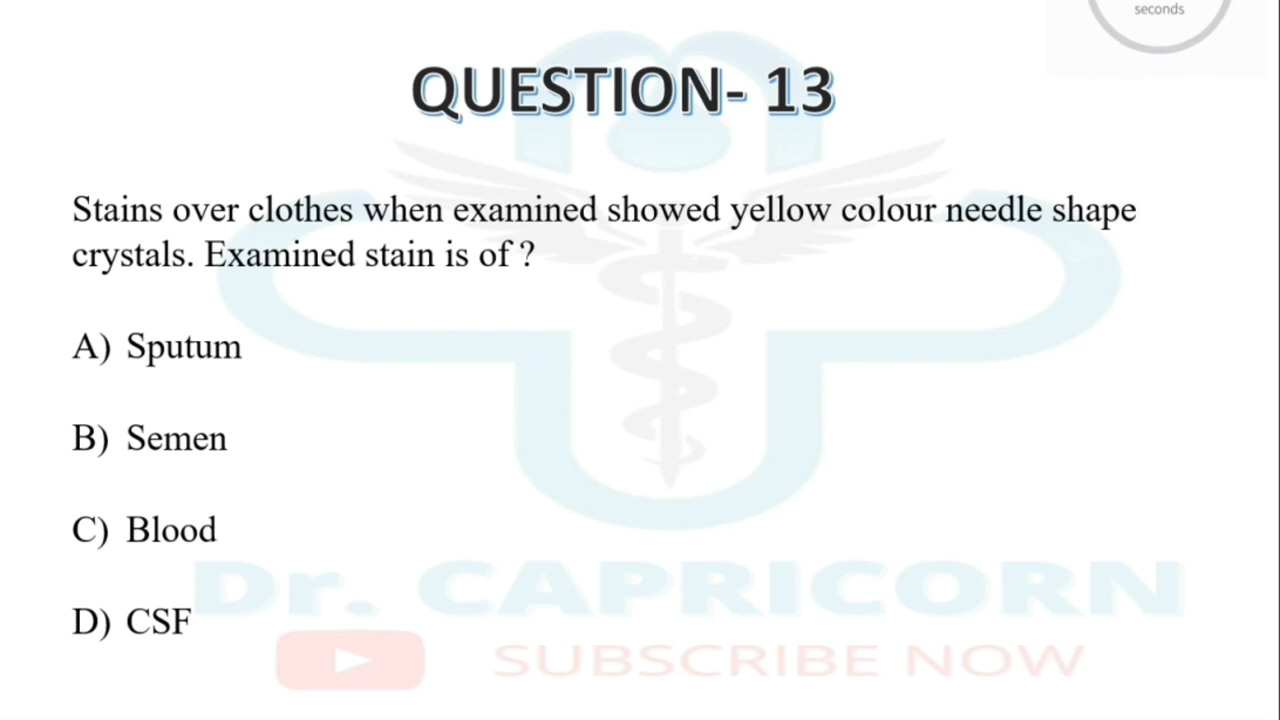 seconds
QUESTION- 13
Stains over clothes when examined showed yellow colour needle shape
crystals. Examined stain is of ?
A) Sputum
B) Semen
C) Blood
D) CSF
Dr. CAPRICORN
SUBSCRIBE NOW